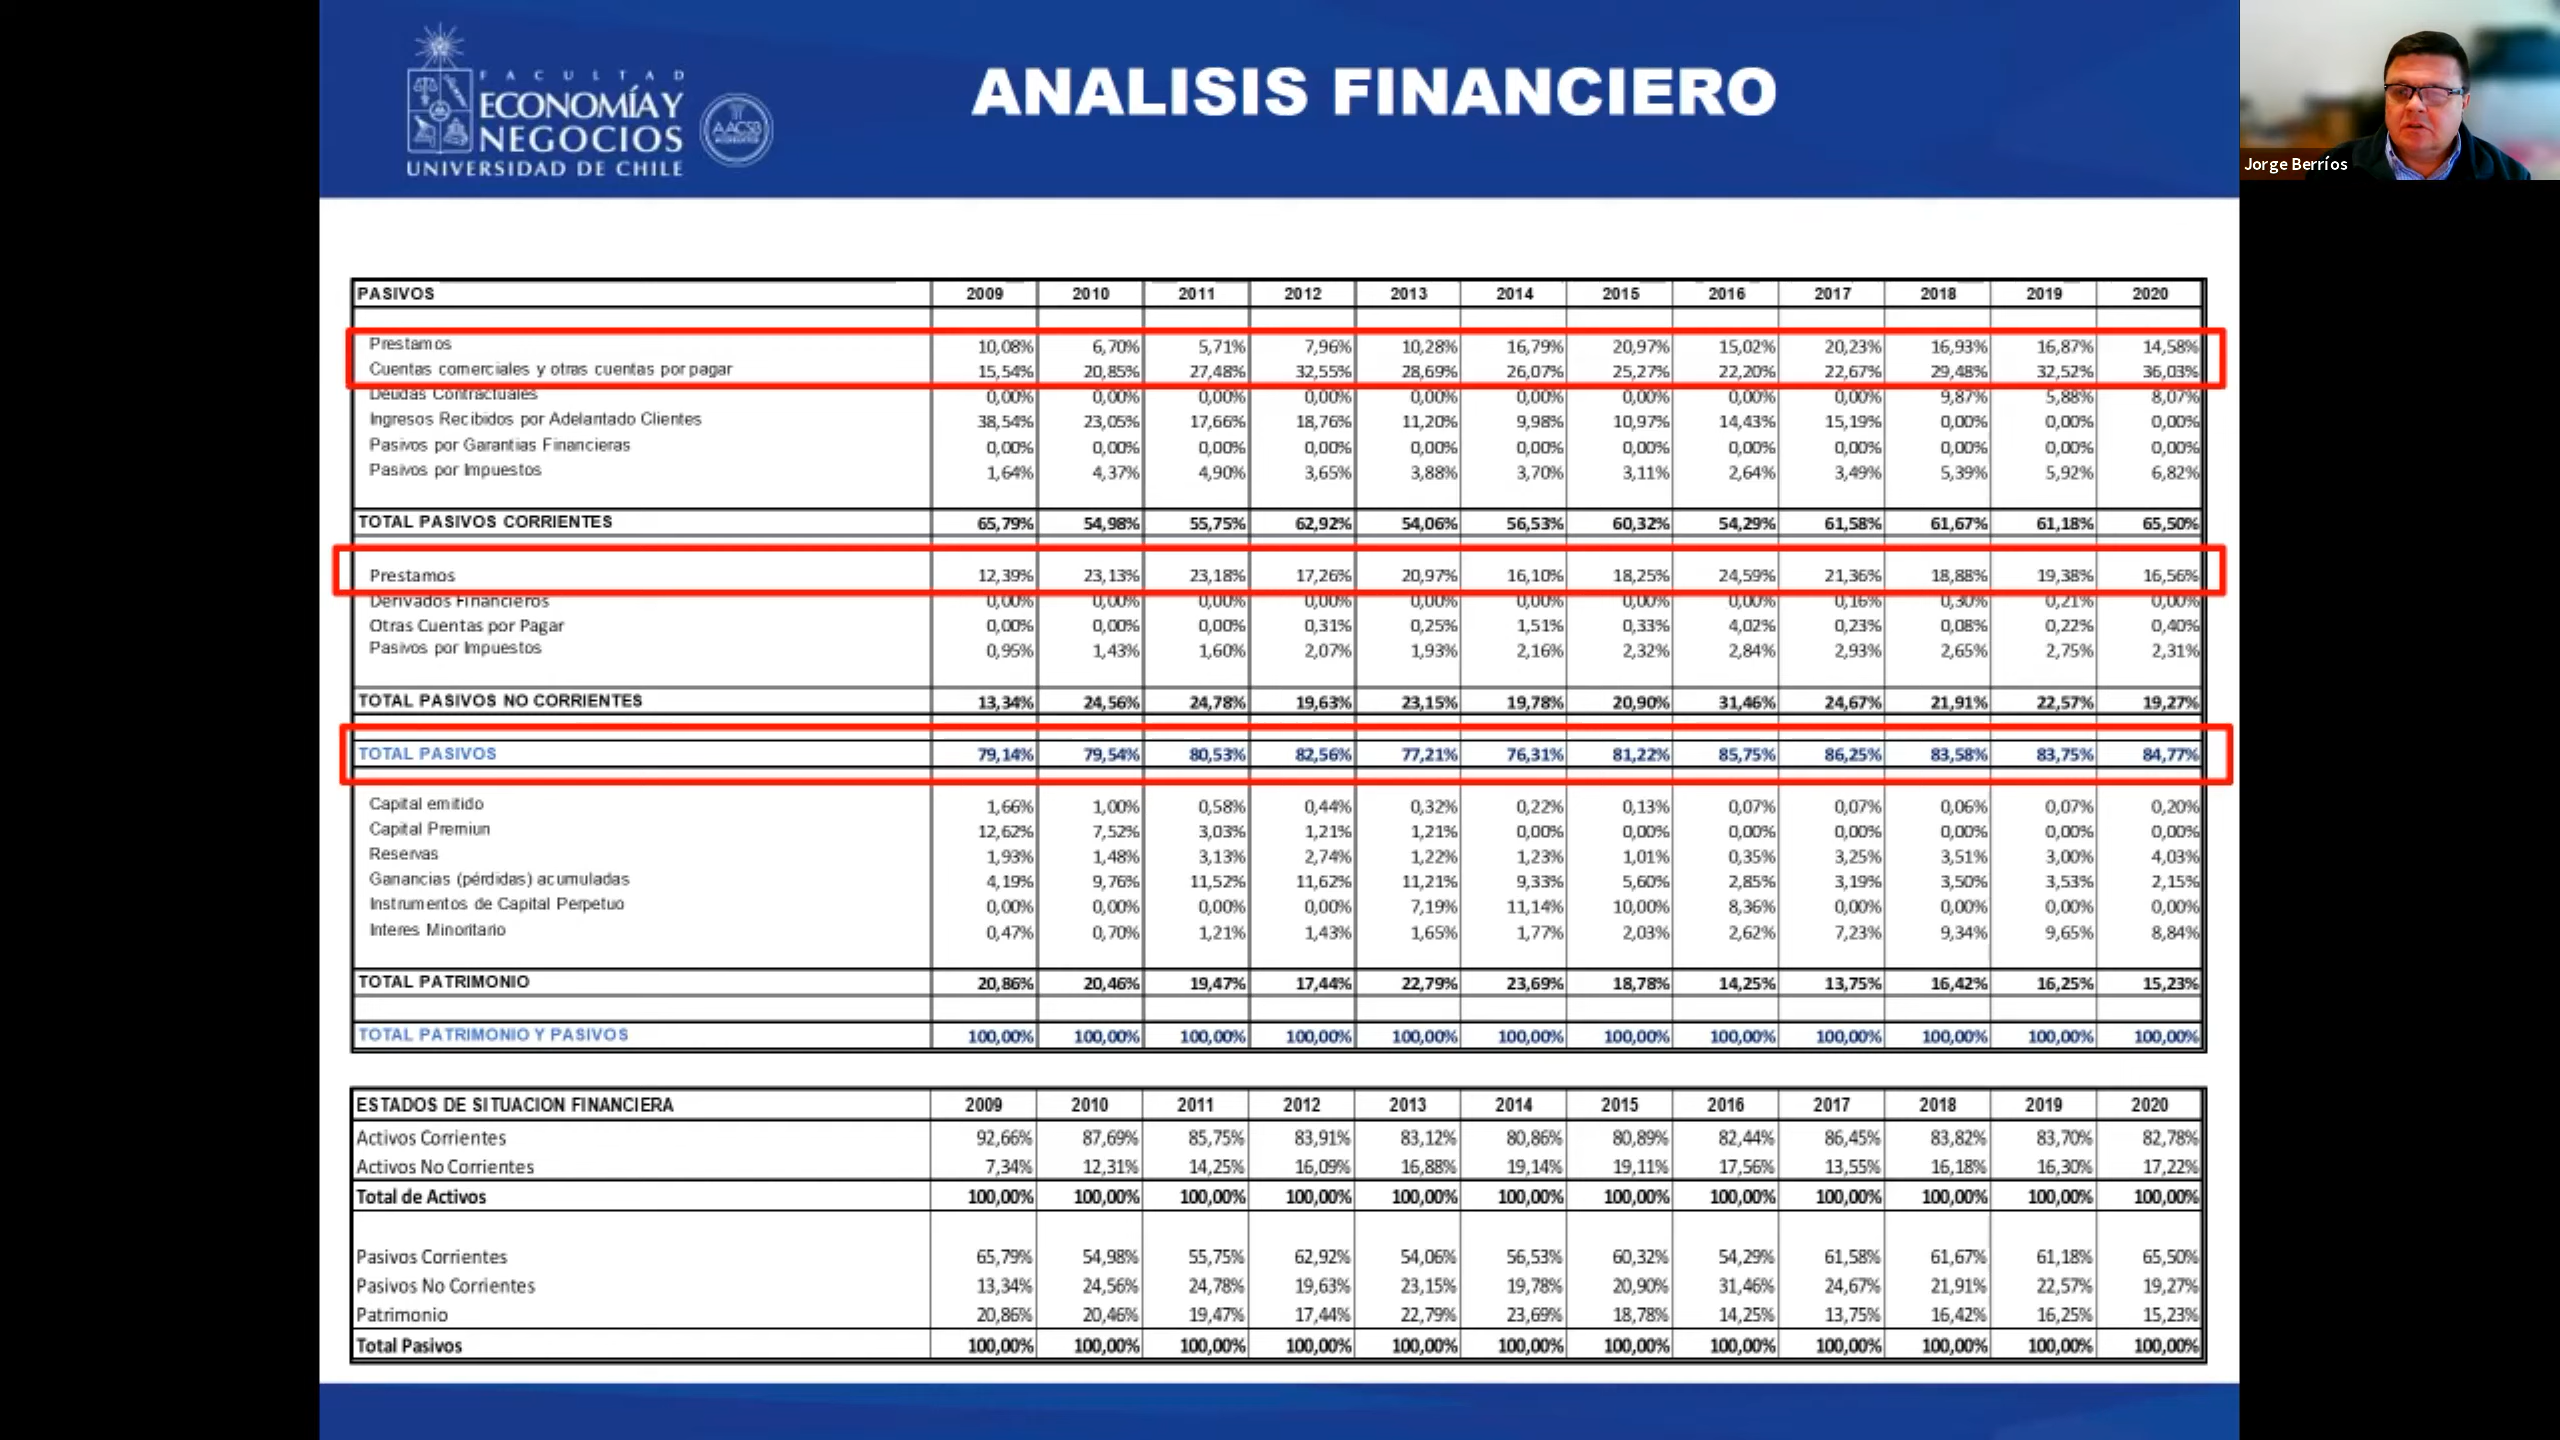 FACULTAD
ECONOMÍA Y
NEGOCIOS
UNIVERSIDAD DE CHILE
AACSB
ANALISIS FINANCIERO
Jorge Berríos
PASIVOS 2009 2010 2011 2012 2013 2014 2015 2016 2017 2018 2019 2020
Prestamos 10,08% 6,70% 5,71% 7,96% 10,28% 16,79% 20,97% 15,02% 20,23% 16,93% 16,87% 14,58%
Cuentas comerciales y otras cuentas por pagar 15,54% 20,85% 27,48% 32,55% 28,69% 26,07% 25,27% 22,20% 22,67% 29,48% 32,52% 36,03%
Deudas Contractuales 0,00% 0,00% 0,00% 0,00% 0,00% 0,00% 0,00% 0,00% 0,00% 9,87% 5,88% 8,07%
Ingresos Recibidos por Adelantado Clientes 38,54% 23,05% 17,66% 18,76% 11,20% 9,98% 10,97% 14,43% 15,19% 0,00% 0,00% 0,00%
Pasivos por Garantias Financieras 0,00% 0,00% 0,00% 0,00% 0,00% 0,00% 0,00% 0,00% 0,00% 0,00% 0,00% 0,00%
Pasivos por Impuestos 1,64% 4,37% 4,90% 3,65% 3,88% 3,70% 3,11% 2,64% 3,49% 5,39% 5,92% 6,82%
TOTAL PASIVOS CORRIENTES 65,79% 54,98% 55,75% 62,92% 54,06% 56,53% 60,32% 54,29% 61,58% 61,67% 61,18% 65,50%
Prestamos 12,39% 23,13% 23,18% 17,26% 20,97% 16,10% 18,25% 24,59% 21,36% 18,88% 19,38% 16,56%
Derivados Financieros 0,00% 0,00% 0,00% 0,00% 0,00% 0,00% 0,00% 0,00% 0,16% 0,30% 0,21% 0,00%
Otras Cuentas por Pagar 0,00% 0,00% 0,00% 0,31% 0,25% 1,51% 0,33% 4,02% 0,23% 0,08% 0,22% 0,40%
Pasivos por Impuestos 0,95% 1,43% 1,60% 2,07% 1,93% 2,16% 2,32% 2,84% 2,93% 2,65% 2,75% 2,31%
TOTAL PASIVOS NO CORRIENTES 13,34% 24,56% 24,78% 19,63% 23,15% 19,78% 20,90% 31,46% 24,67% 21,91% 22,57% 19,27%
TOTAL PASIVOS 79,14% 79,54% 80,53% 82,56% 77,21% 76,31% 81,22% 85,75% 86,25% 83,58% 83,75% 84,77%
Capital emitido 1,66% 1,00% 0,58% 0,44% 0,32% 0,22% 0,13% 0,07% 0,07% 0,06% 0,07% 0,20%
Capital Premiun 12,62% 7,52% 3,03% 1,21% 1,21% 0,00% 0,00% 0,00% 0,00% 0,00% 0,00% 0,00%
Reservas 1,93% 1,48% 3,13% 2,74% 1,22% 1,23% 1,01% 0,35% 3,25% 3,51% 3,00% 4,03%
Ganancias (pérdidas) acumuladas 4,19% 9,76% 11,52% 11,62% 11,21% 9,33% 5,60% 2,85% 3,19% 3,50% 3,53% 2,15%
Instrumentos de Capital Perpetuo 0,00% 0,00% 0,00% 0,00% 7,19% 11,14% 10,00% 8,36% 0,00% 0,00% 0,00% 0,00%
Interes Minoritario 0,47% 0,70% 1,21% 1,43% 1,65% 1,77% 2,03% 2,62% 7,23% 9,34% 9,65% 8,84%
TOTAL PATRIMONIO 20,86% 20,46% 19,47% 17,44% 22,79% 23,69% 18,78% 14,25% 13,75% 16,42% 16,25% 15,23%
TOTAL PATRIMONIO Y PASIVOS 100,00% 100,00% 100,00% 100,00% 100,00% 100,00% 100,00% 100,00% 100,00% 100,00% 100,00% 100,00%
ESTADOS DE SITUACION FINANCIERA 2009 2010 2011 2012 2013 2014 2015 2016 2017 2018 2019 2020
Activos Corrientes 92,66% 87,69% 85,75% 83,91% 83,12% 80,86% 80,89% 82,44% 86,45% 83,82% 83,70% 82,78%
Activos No Corrientes 7,34% 12,31% 14,25% 16,09% 16,88% 19,14% 19,11% 17,56% 13,55% 16,18% 16,30% 17,22%
Total de Activos 100,00% 100,00% 100,00% 100,00% 100,00% 100,00% 100,00% 100,00% 100,00% 100,00% 100,00% 100,00%
Pasivos Corrientes 65,79% 54,98% 55,75% 62,92% 54,06% 56,53% 60,32% 54,29% 61,58% 61,67% 61,18% 65,50%
Pasivos No Corrientes 13,34% 24,56% 24,78% 19,63% 23,15% 19,78% 20,90% 31,46% 24,67% 21,91% 22,57% 19,27%
Patrimonio 20,86% 20,46% 19,47% 17,44% 22,79% 23,69% 18,78% 14,25% 13,75% 16,42% 16,25% 15,23%
Total Pasivos 100,00% 100,00% 100,00% 100,00% 100,00% 100,00% 100,00% 100,00% 100,00% 100,00% 100,00% 100,00%